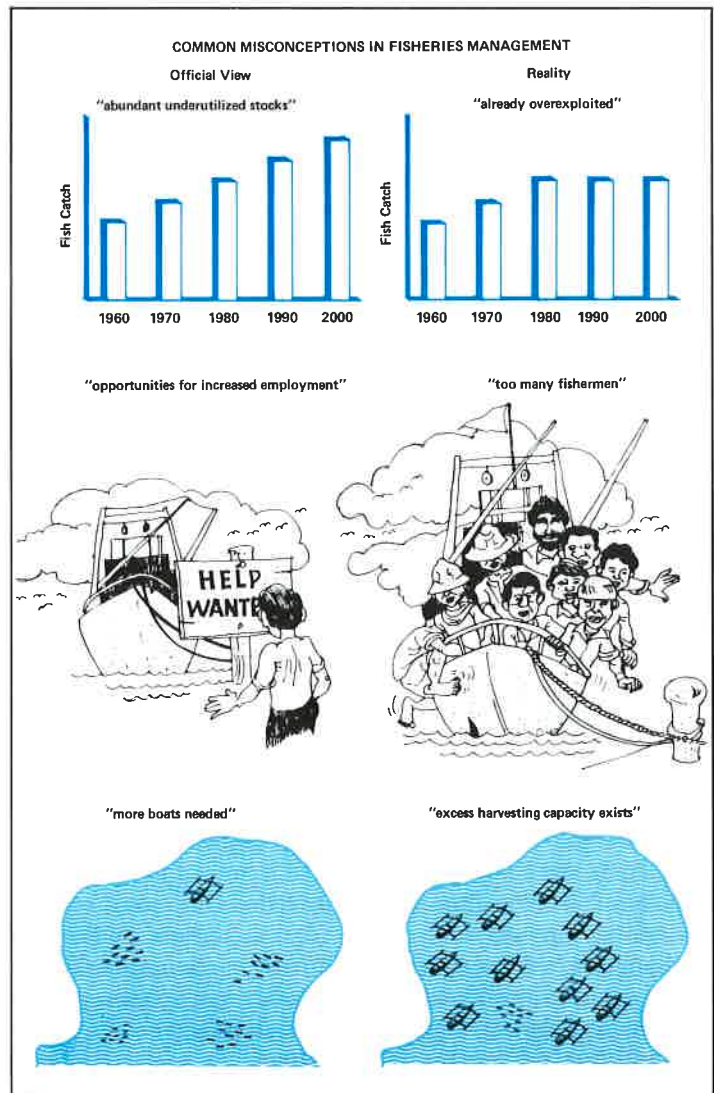 COMMON MISCONCEPTIONS IN FISHERIES MANAGEMENT
Official View
Reality
"abundant underutilized stocks"
"already overexploited"
Fish Catch
1960 1970 1980 1990 2000
Fish Catch
1960 1970 1980 1990 2000
"opportunities for increased employment"
"too many fishermen"
HELP
WANTE
"more boats needed"
"excess harvesting capacity exists"